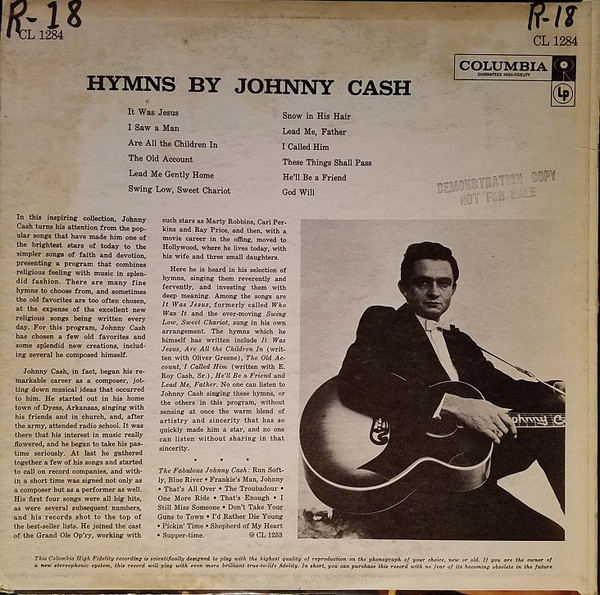 R-18
R-18
CL 1284
CL 1284
COLUMBIA
GUARANTEED HIGH-FIDELITY
Lp
HYMNS BY JOHNNY CASH
It Was Jesus
I Saw a Man
Are All the Children In
The Old Account
Lead Me Gently Home
Swing Low, Sweet Chariot
Snow in His Hair
Lead Me, Father
I Called Him
These Things Shall Pass
He'll Be a Friend
God Will
DEMONSTRATION COPY
NOT FOR SALE
In this inspiring collection, Johnny
Cash turns his attention from the pop-
ular songs that have made him one of
the brightest stars of today to the
simpler songs of faith and devotion,
presenting a program that combines
religious feeling with music in splen-
did fashion. There are many fine
hymns to choose from, and sometimes
the old favorites are too often chosen,
at the expense of the excellent new
religious songs being written every
day. For this program, Johnny Cash
has chosen a few old favorites and
some splendid new creations, includ-
ing several he composed himself.
Johnny Cash, in fact, began his re-
markable career as a composer, jot-
ting down musical ideas that occurred
to him. He started out in his home
town of Dyess, Arkansas, singing with
his friends and in church, and, after
the army, attended radio school. It was
there that his interest in music really
flowered, and he began to take his pas-
time seriously. At last he gathered
together a few of his songs and started
to call on record companies, and with-
in a short time was signed not only as
a composer but as a performer as well.
His first four songs were all big hits,
as were several subsequent numbers,
and his records shot to the top of
the best-seller lists. He joined the cast
of the Grand Ole Op'ry, working with
such stars as Marty Robbins, Carl Per-
kins and Ray Price, and then, with a
movie career in the offing, moved to
Hollywood, where he lives today, with
his wife and three small daughters.
Here he is heard in his selection of
hymns, singing them reverently and
fervently, and investing them with
deep meaning. Among the songs are
It Was Jesus, formerly called Who
Was It and the ever-moving Swing
Low, Sweet Chariot, sung in his own
arrangement. The hymns which he
himself has written include It Was
Jesus, Are All the Children In (writ-
ten with Oliver Greene), The Old Ac-
count, I Called Him (written with E.
Roy Cash, Sr.), He'll Be a Friend and
Lead Me, Father. No one can listen to
Johnny Cash singing these hymns, or
the others in this program, without
sensing at once the warm blend of
artistry and sincerity that has so
quickly made him a star, and no one
can listen without sharing in that
sincerity.
• • •
The Fabulous Johnny Cash: Run Soft-
ly, Blue River • Frankie's Man, Johnny
• That's All Over • The Troubadour •
One More Ride • That's Enough • I
Still Miss Someone • Don't Take Your
Guns to Town • I'd Rather Die Young
• Pickin' Time • Shepherd of My Heart
• Supper-time. ℗ CL 1253
Johnny C
This Columbia High Fidelity recording is scientifically designed to play with the highest quality of reproduction on the phonograph of your choice, new or old. If you are the owner of
a new stereophonic system, this record will play with even more brilliant true-to-life fidelity. In short, you can purchase this record with no fear of its becoming obsolete in the future